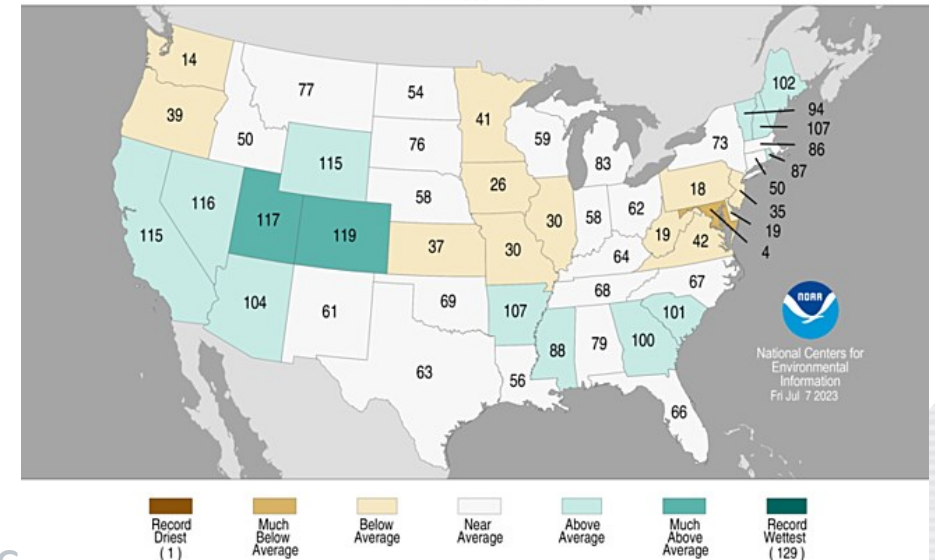 14
77
54
41
102
94
107
86
87
50
35
19
4
39
50
115
76
59
83
73
26
18
58
116
117
119
115
37
30
30
58
62
19
42
64
104
61
69
107
68
67
101
63
56
88
79
100
66
NOAA
National Centers for
Environmental
Information
Fri Jul 7 2023
Record
Driest
(1)
Much
Below
Average
Below
Average
Near
Average
Above
Average
Much
Above
Average
Record
Wettest
(129)